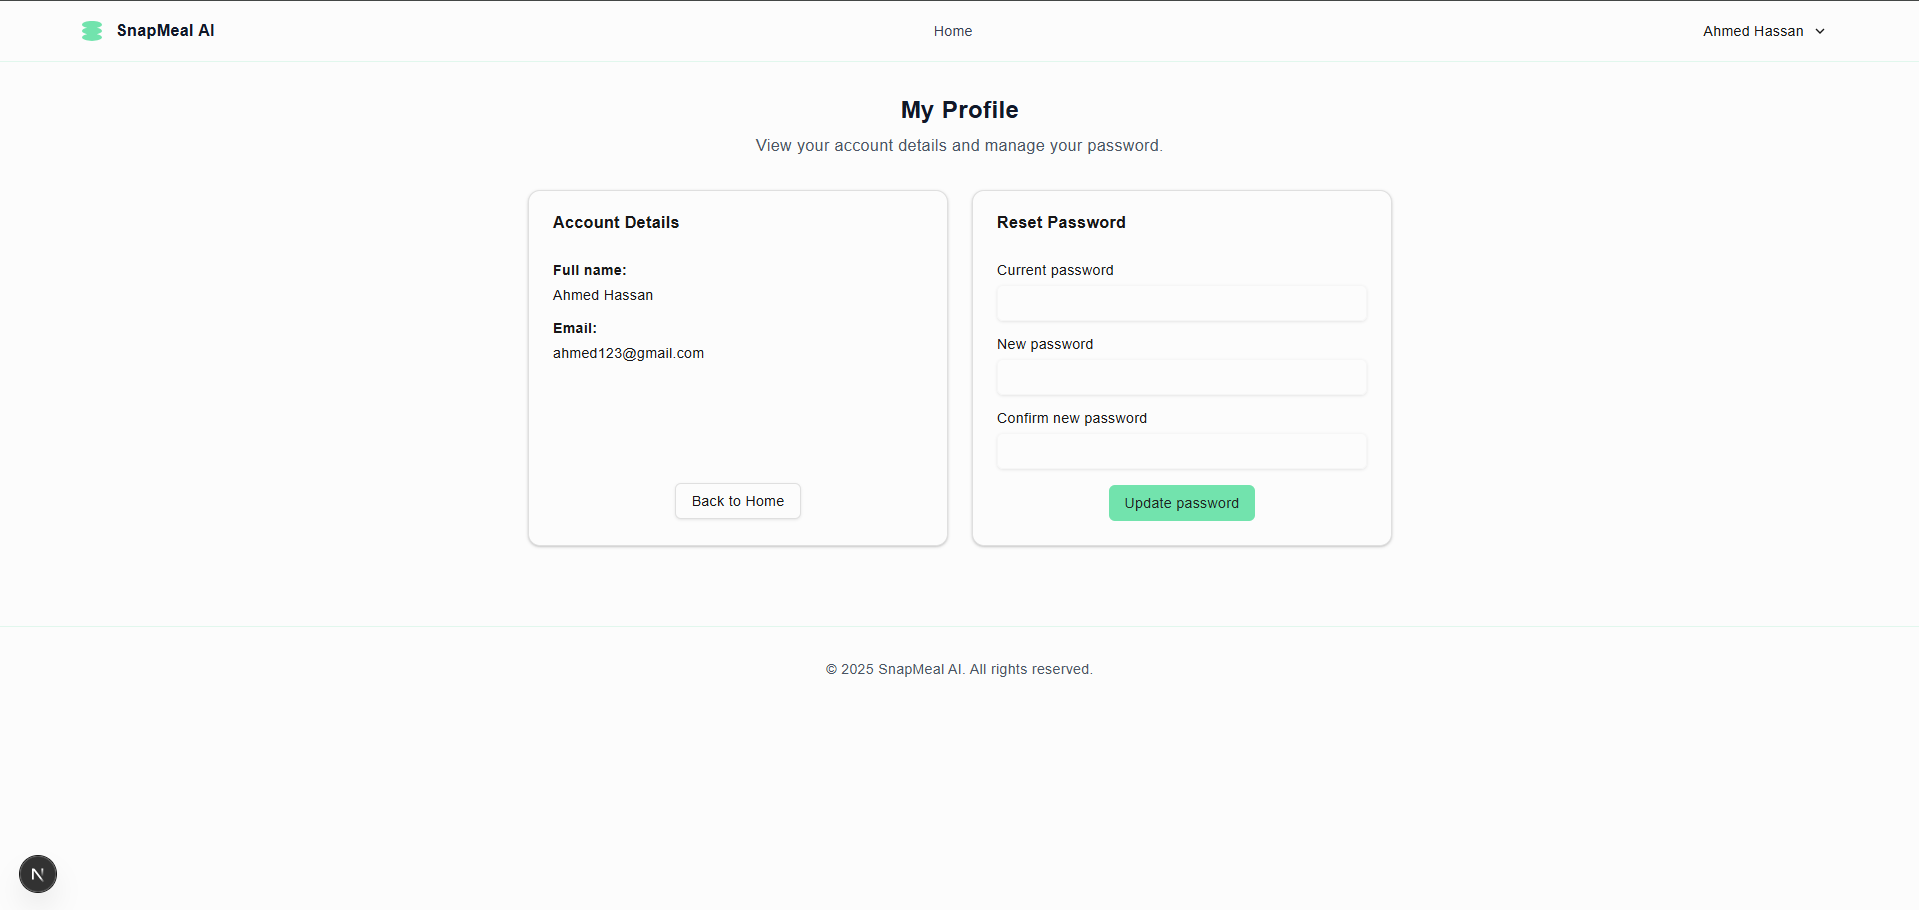 SnapMeal AI
Home
Ahmed Hassan
My Profile
View your account details and manage your password.
Account Details
Full name:
Ahmed Hassan
Email:
ahmed123@gmail.com
Back to Home
Reset Password
Current password
New password
Confirm new password
Update password
© 2025 SnapMeal AI. All rights reserved.
N